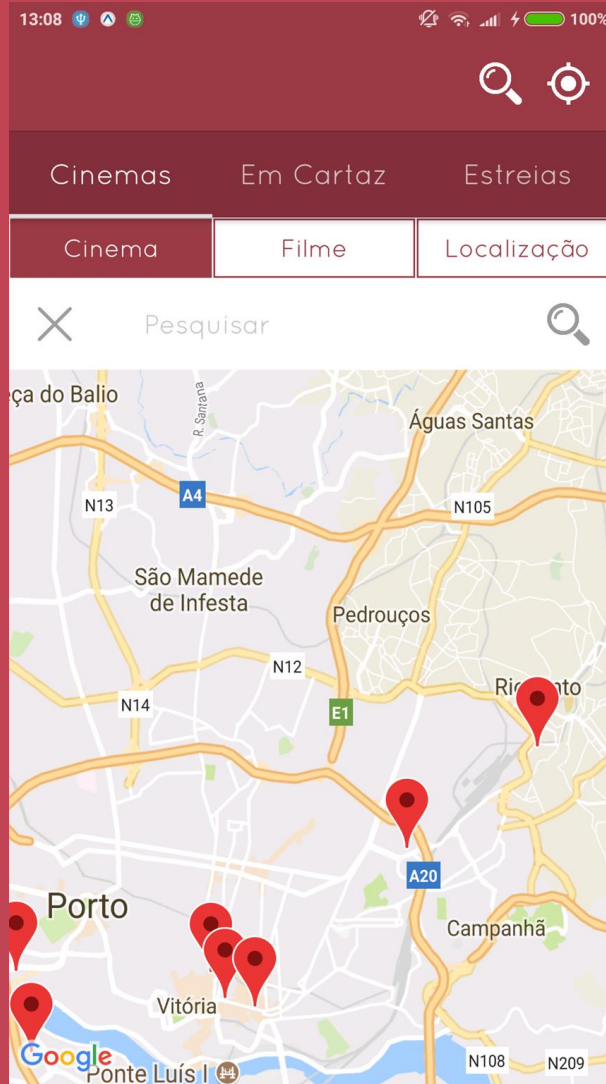 13:08
100%
Cinemas Em Cartaz Estreias
Cinema Filme Localização
Pesquisar
ça do Balio
R. Santana
Águas Santas
A4
N13
N105
São Mamede
de Infesta
Pedrouços
N12
N14
E1
A20
Porto
Campanhã
Vitória
Google
Ponte Luís I
N108
N209